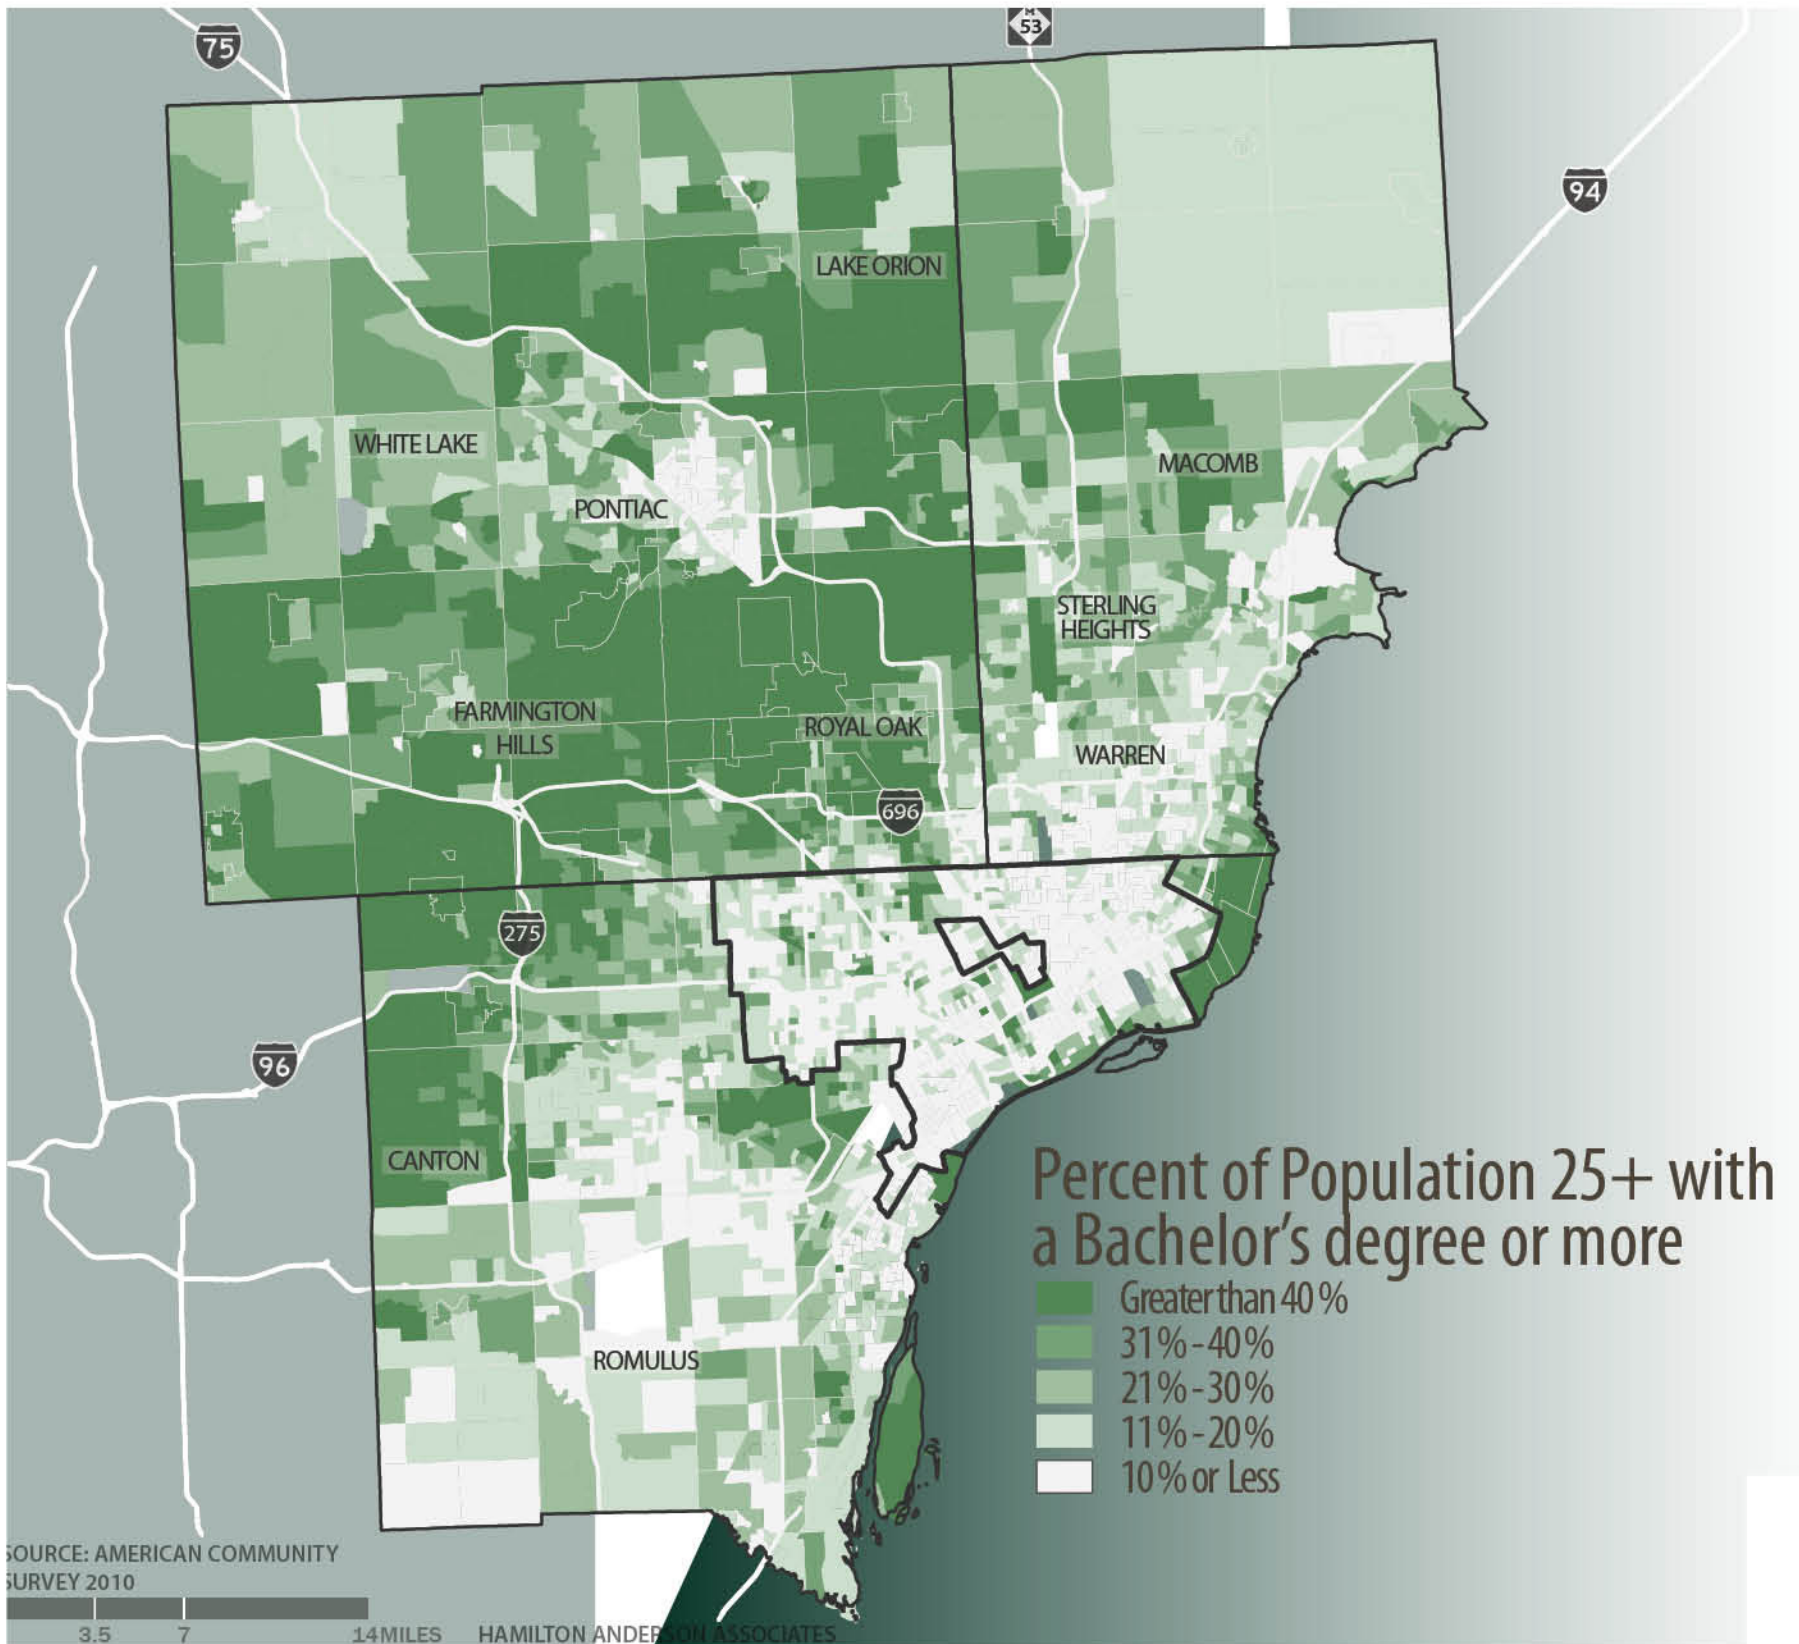 75
M
53
94
LAKE ORION
WHITE LAKE
MACOMB
PONTIAC
STERLING
HEIGHTS
FARMINGTON
HILLS
ROYAL OAK
WARREN
696
275
96
CANTON
ROMULUS
Percent of Population 25+ with
a Bachelor's degree or more
Greater than 40%
31%-40%
21%-30%
11%-20%
10% or Less
SOURCE: AMERICAN COMMUNITY
SURVEY 2010
3.5 7 14 MILES
HAMILTON ANDERSON ASSOCIATES